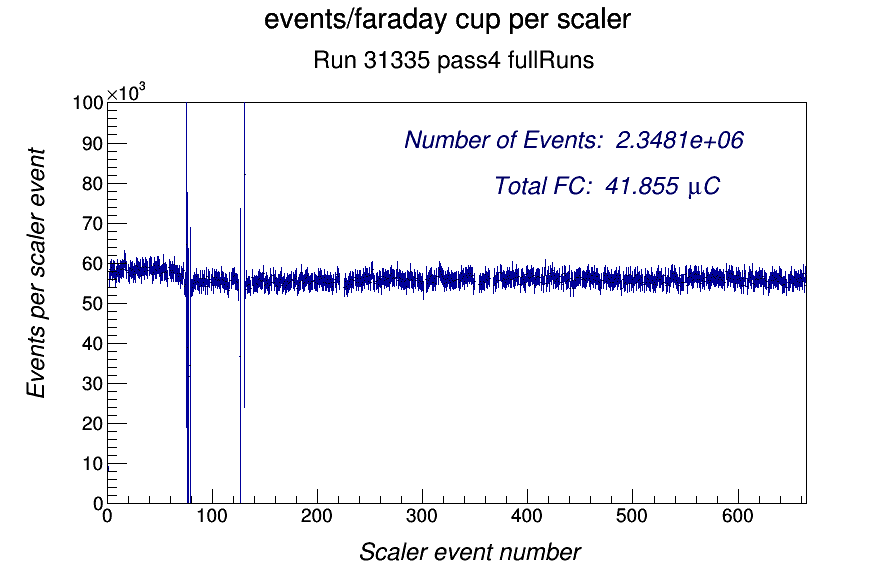 events/faraday cup per scaler
Run 31335 pass4 fullRuns
×10³
100
90
80
70
60
50
40
30
20
10
0
Events per scaler event
Number of Events: 2.3481e+06
Total FC: 41.855 μC
0 100 200 300 400 500 600
Scaler event number